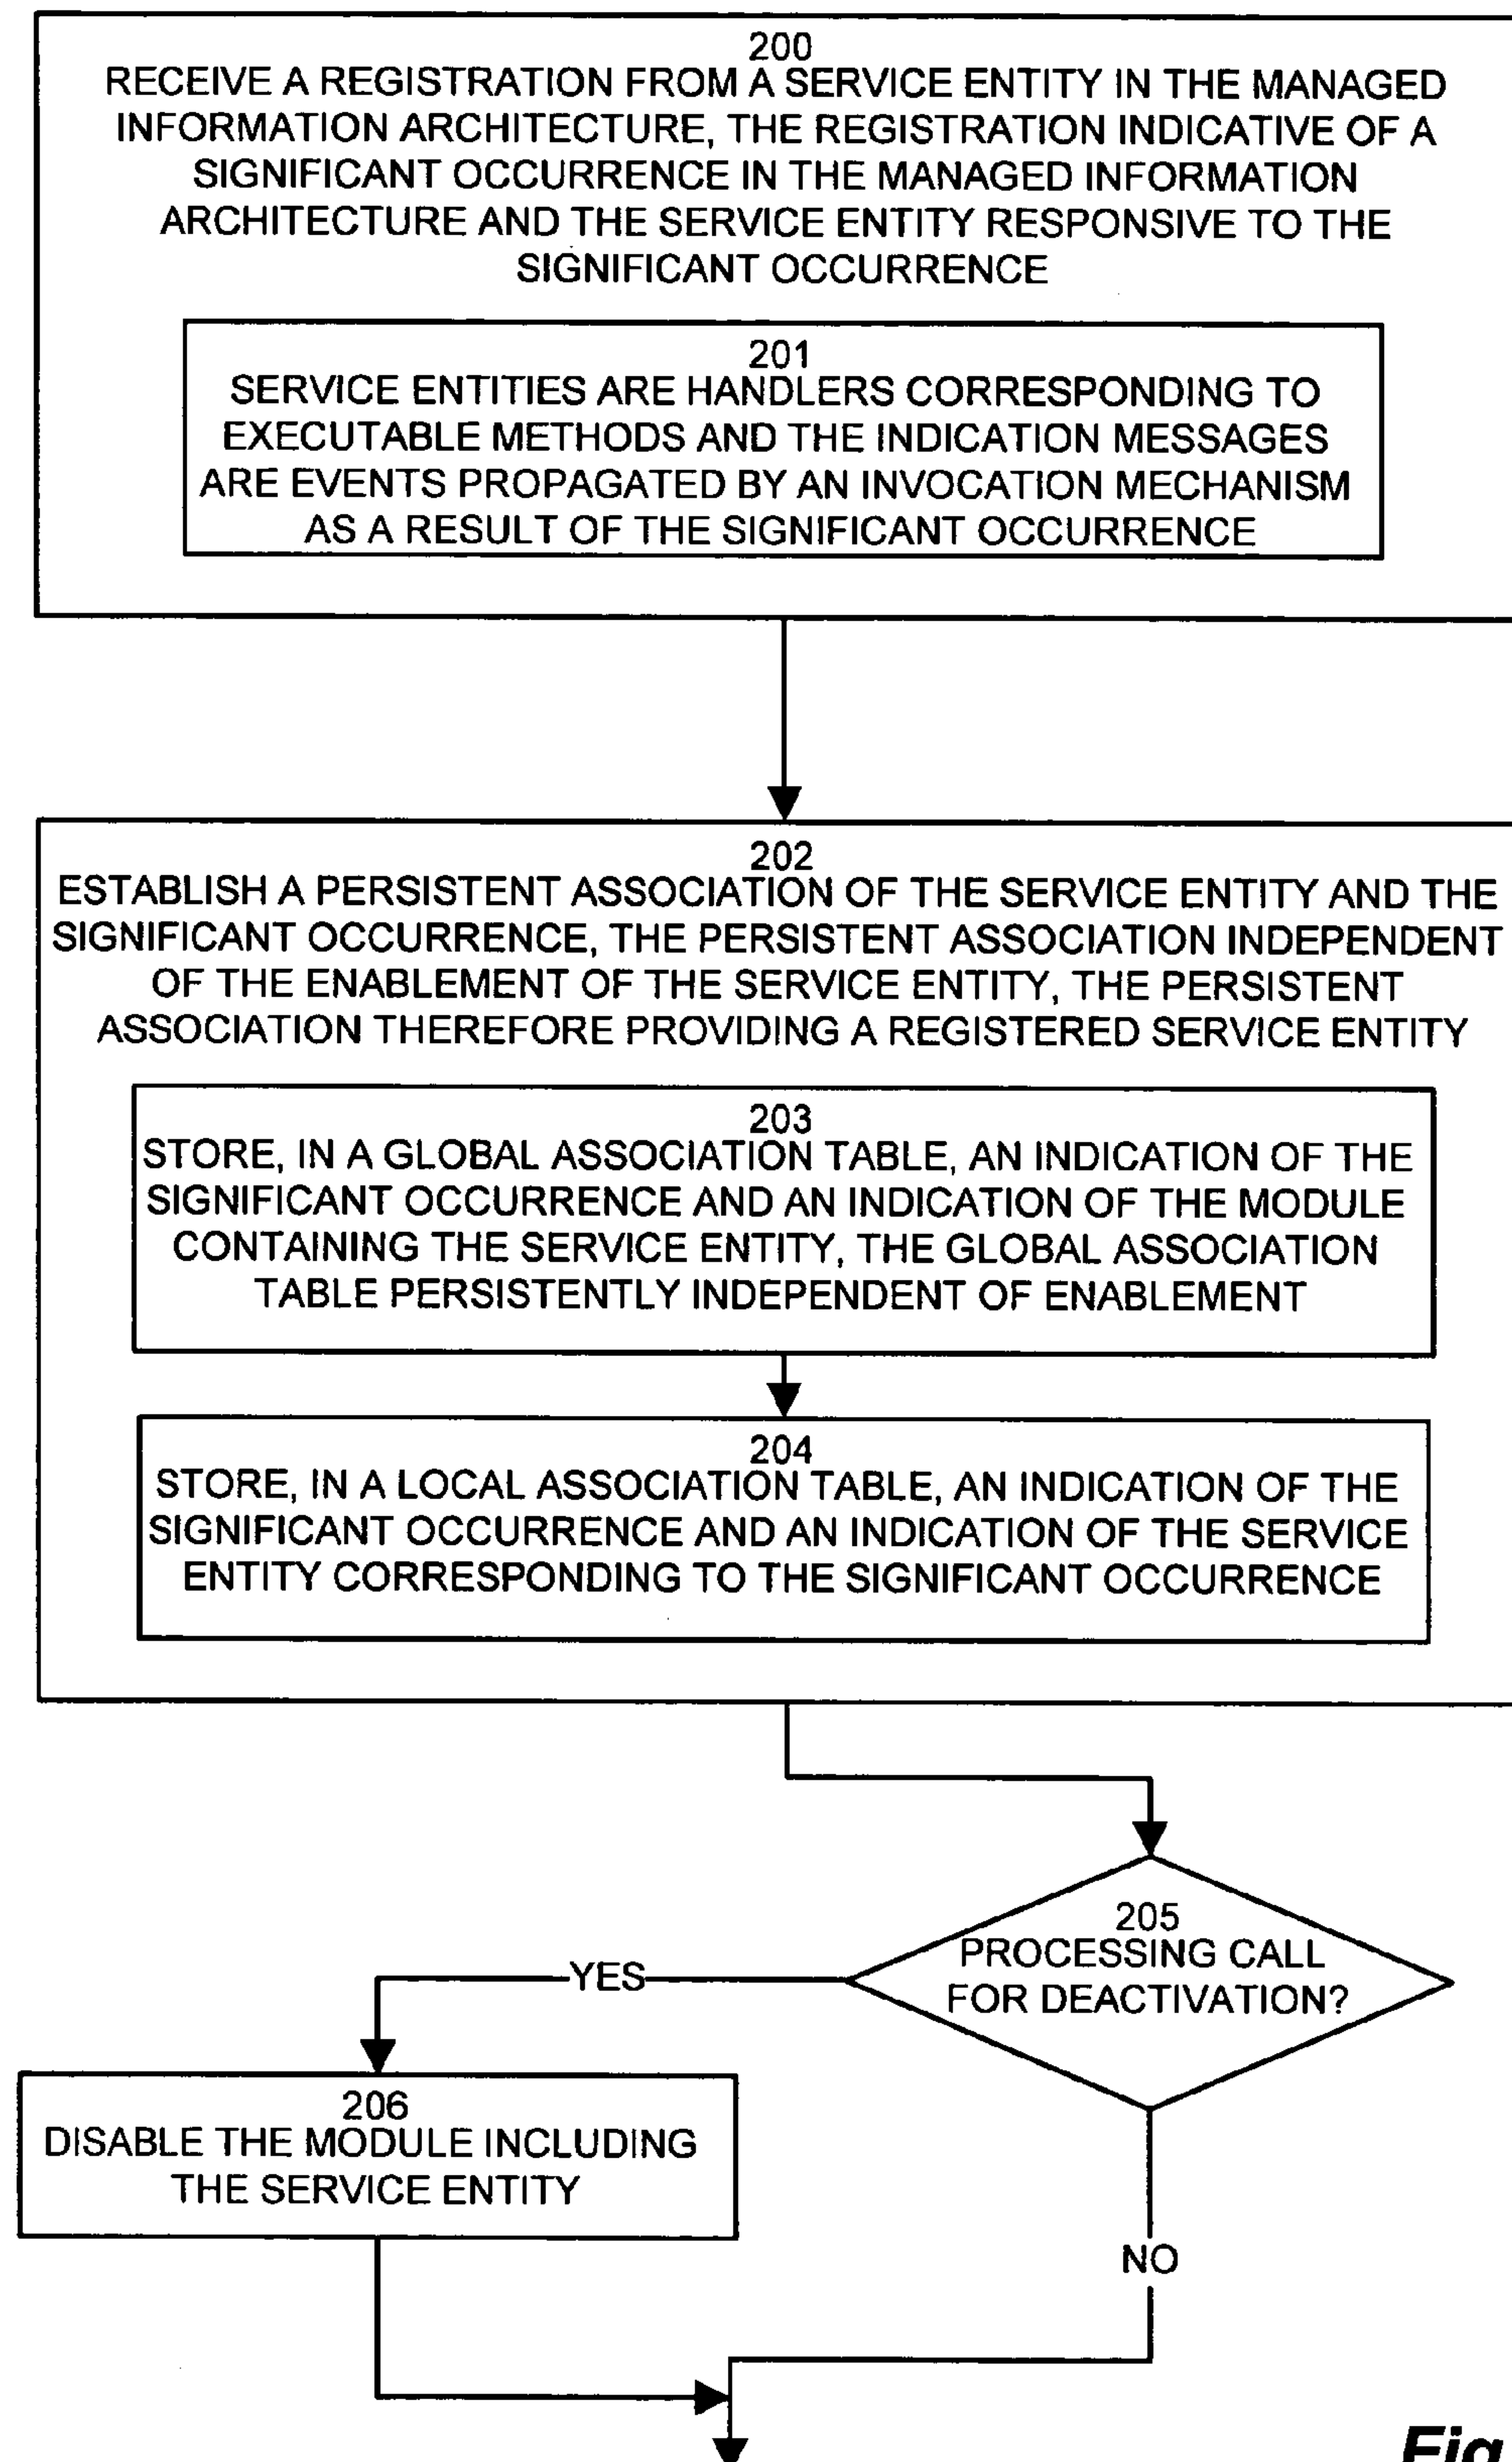 200
RECEIVE A REGISTRATION FROM A SERVICE ENTITY IN THE MANAGED
INFORMATION ARCHITECTURE, THE REGISTRATION INDICATIVE OF A
SIGNIFICANT OCCURRENCE IN THE MANAGED INFORMATION
ARCHITECTURE AND THE SERVICE ENTITY RESPONSIVE TO THE
SIGNIFICANT OCCURRENCE
201
SERVICE ENTITIES ARE HANDLERS CORRESPONDING TO
EXECUTABLE METHODS AND THE INDICATION MESSAGES
ARE EVENTS PROPAGATED BY AN INVOCATION MECHANISM
AS A RESULT OF THE SIGNIFICANT OCCURRENCE
202
ESTABLISH A PERSISTENT ASSOCIATION OF THE SERVICE ENTITY AND THE
SIGNIFICANT OCCURRENCE, THE PERSISTENT ASSOCIATION INDEPENDENT
OF THE ENABLEMENT OF THE SERVICE ENTITY, THE PERSISTENT
ASSOCIATION THEREFORE PROVIDING A REGISTERED SERVICE ENTITY
203
STORE, IN A GLOBAL ASSOCIATION TABLE, AN INDICATION OF THE
SIGNIFICANT OCCURRENCE AND AN INDICATION OF THE MODULE
CONTAINING THE SERVICE ENTITY, THE GLOBAL ASSOCIATION
TABLE PERSISTENTLY INDEPENDENT OF ENABLEMENT
204
STORE, IN A LOCAL ASSOCIATION TABLE, AN INDICATION OF THE
SIGNIFICANT OCCURRENCE AND AN INDICATION OF THE SERVICE
ENTITY CORRESPONDING TO THE SIGNIFICANT OCCURRENCE
205
PROCESSING CALL
FOR DEACTIVATION?
YES
206
DISABLE THE MODULE INCLUDING
THE SERVICE ENTITY
NO
Fig